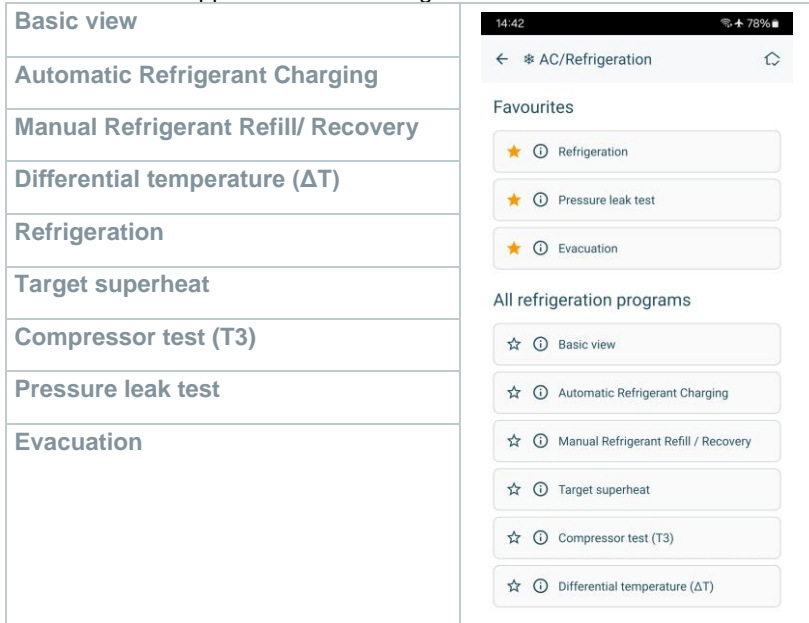 Basic view
Automatic Refrigerant Charging
Manual Refrigerant Refill/ Recovery
Differential temperature (ΔT)
Refrigeration
Target superheat
Compressor test (T3)
Pressure leak test
Evacuation
14:42
78%
AC/Refrigeration
Favourites
Refrigeration
Pressure leak test
Evacuation
All refrigeration programs
Basic view
Automatic Refrigerant Charging
Manual Refrigerant Refill / Recovery
Target superheat
Compressor test (T3)
Differential temperature (ΔT)